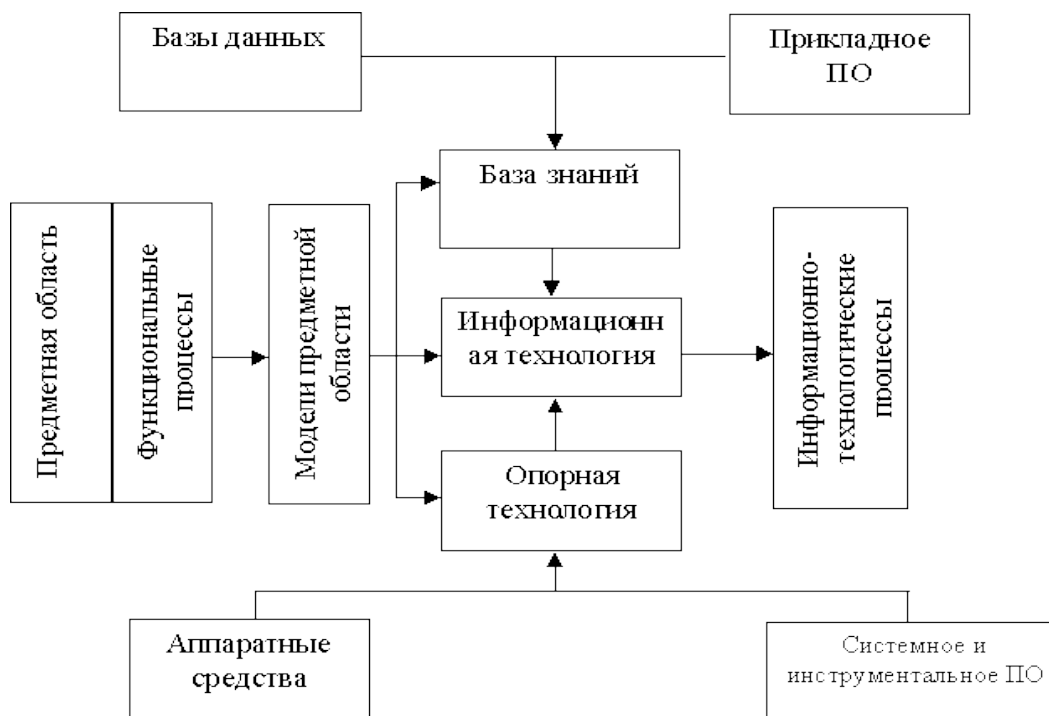 Базы данных
Прикладное
ПО
База знаний
Предметная область
Функциональные
процессы
Модели предметной
области
Информационн
ая технология
Информационно-
технологические
процессы
Опорная
технология
Аппаратные
средства
Системное и
инструментальное ПО